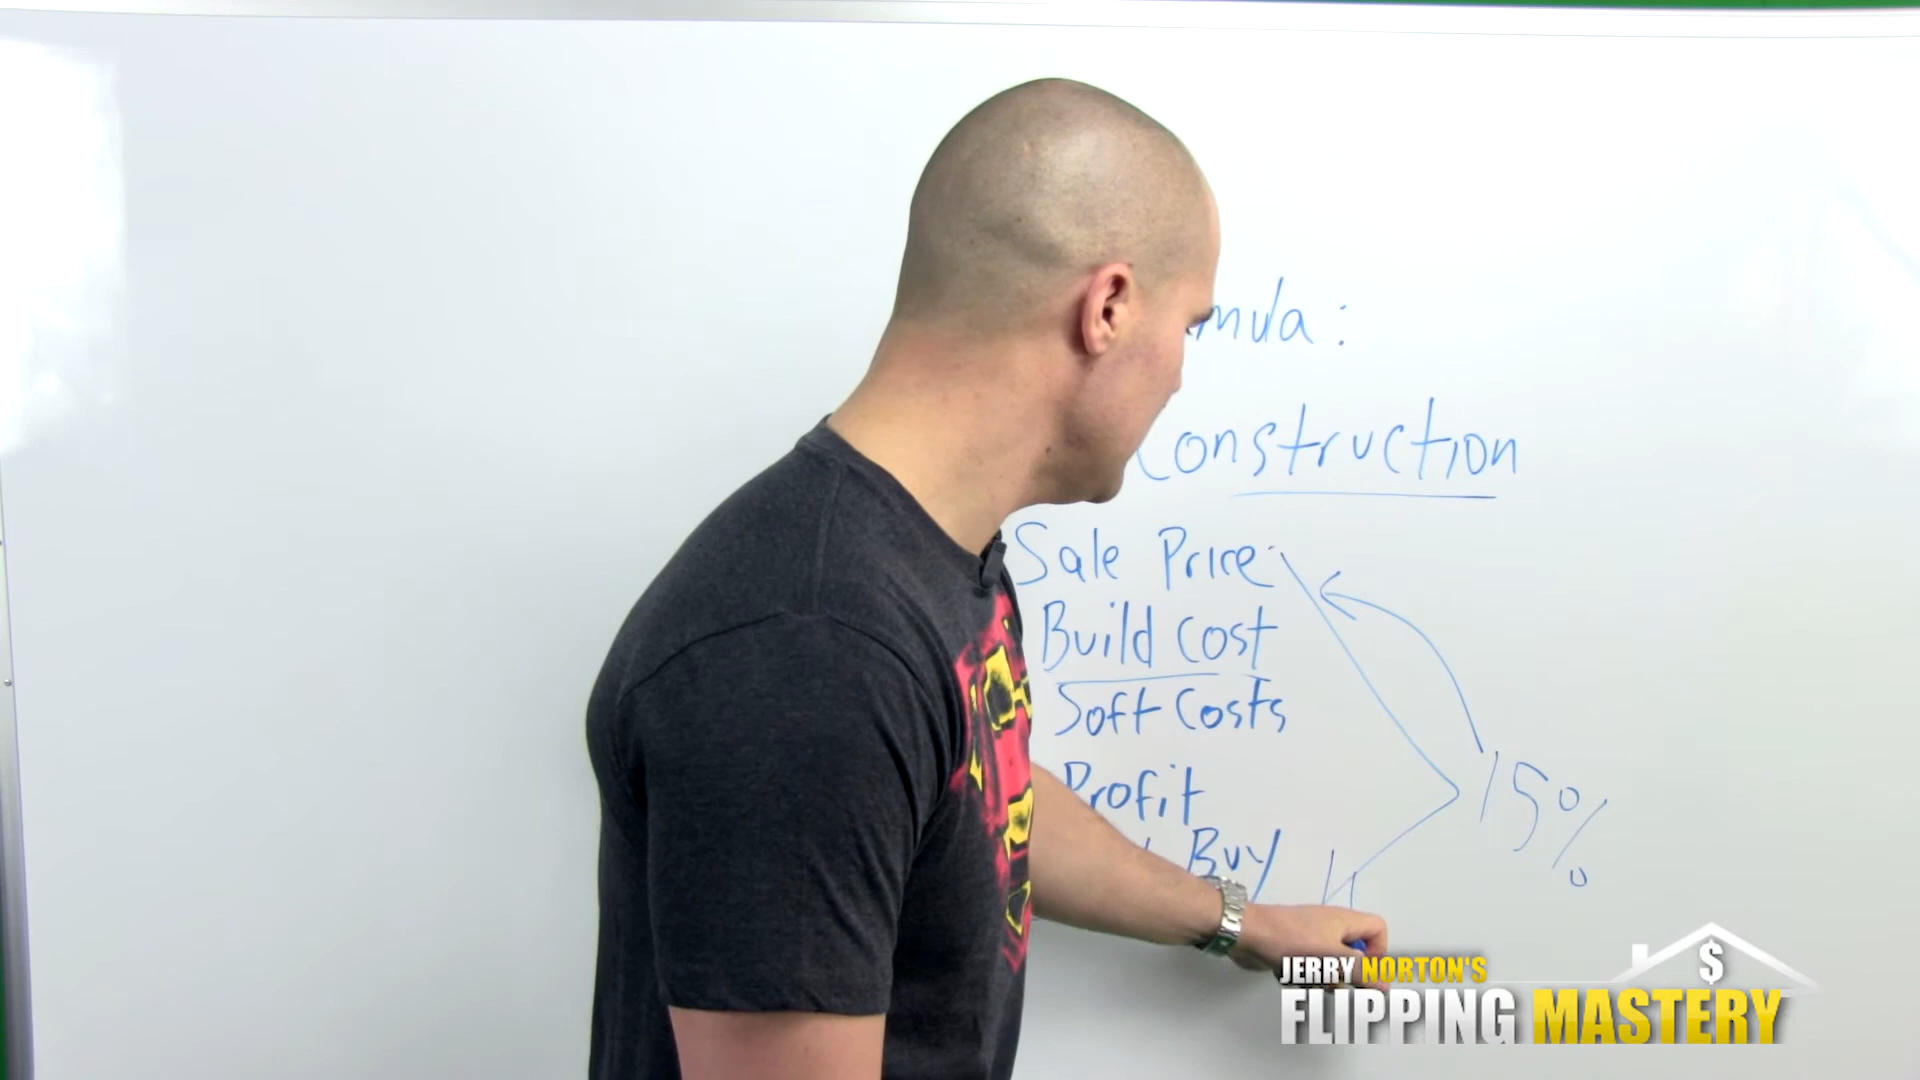 mula:
Construction
Sale Price
Build Cost
Soft Costs
Profit
15%
Buy
JERRY NORTON'S
$
FLIPPING MASTERY